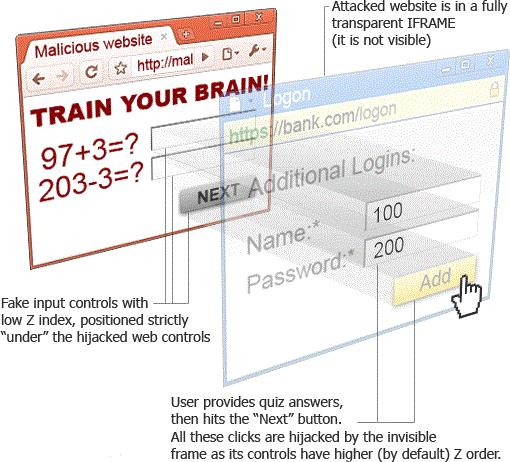 Attacked website is in a fully
transparent IFRAME
(it is not visible)
Malicious website
http://mal
TRAIN YOUR BRAIN!
97+3=?
203-3=?
NEXT
Logon
https://bank.com/logon
Additional Logins:
Name:*
100
Password:*
200
Add
Fake input controls with
low Z index, positioned strictly
“under” the hijacked web controls
User provides quiz answers,
then hits the “Next” button.
All these clicks are hijacked by the invisible
frame as its controls have higher (by default) Z order.